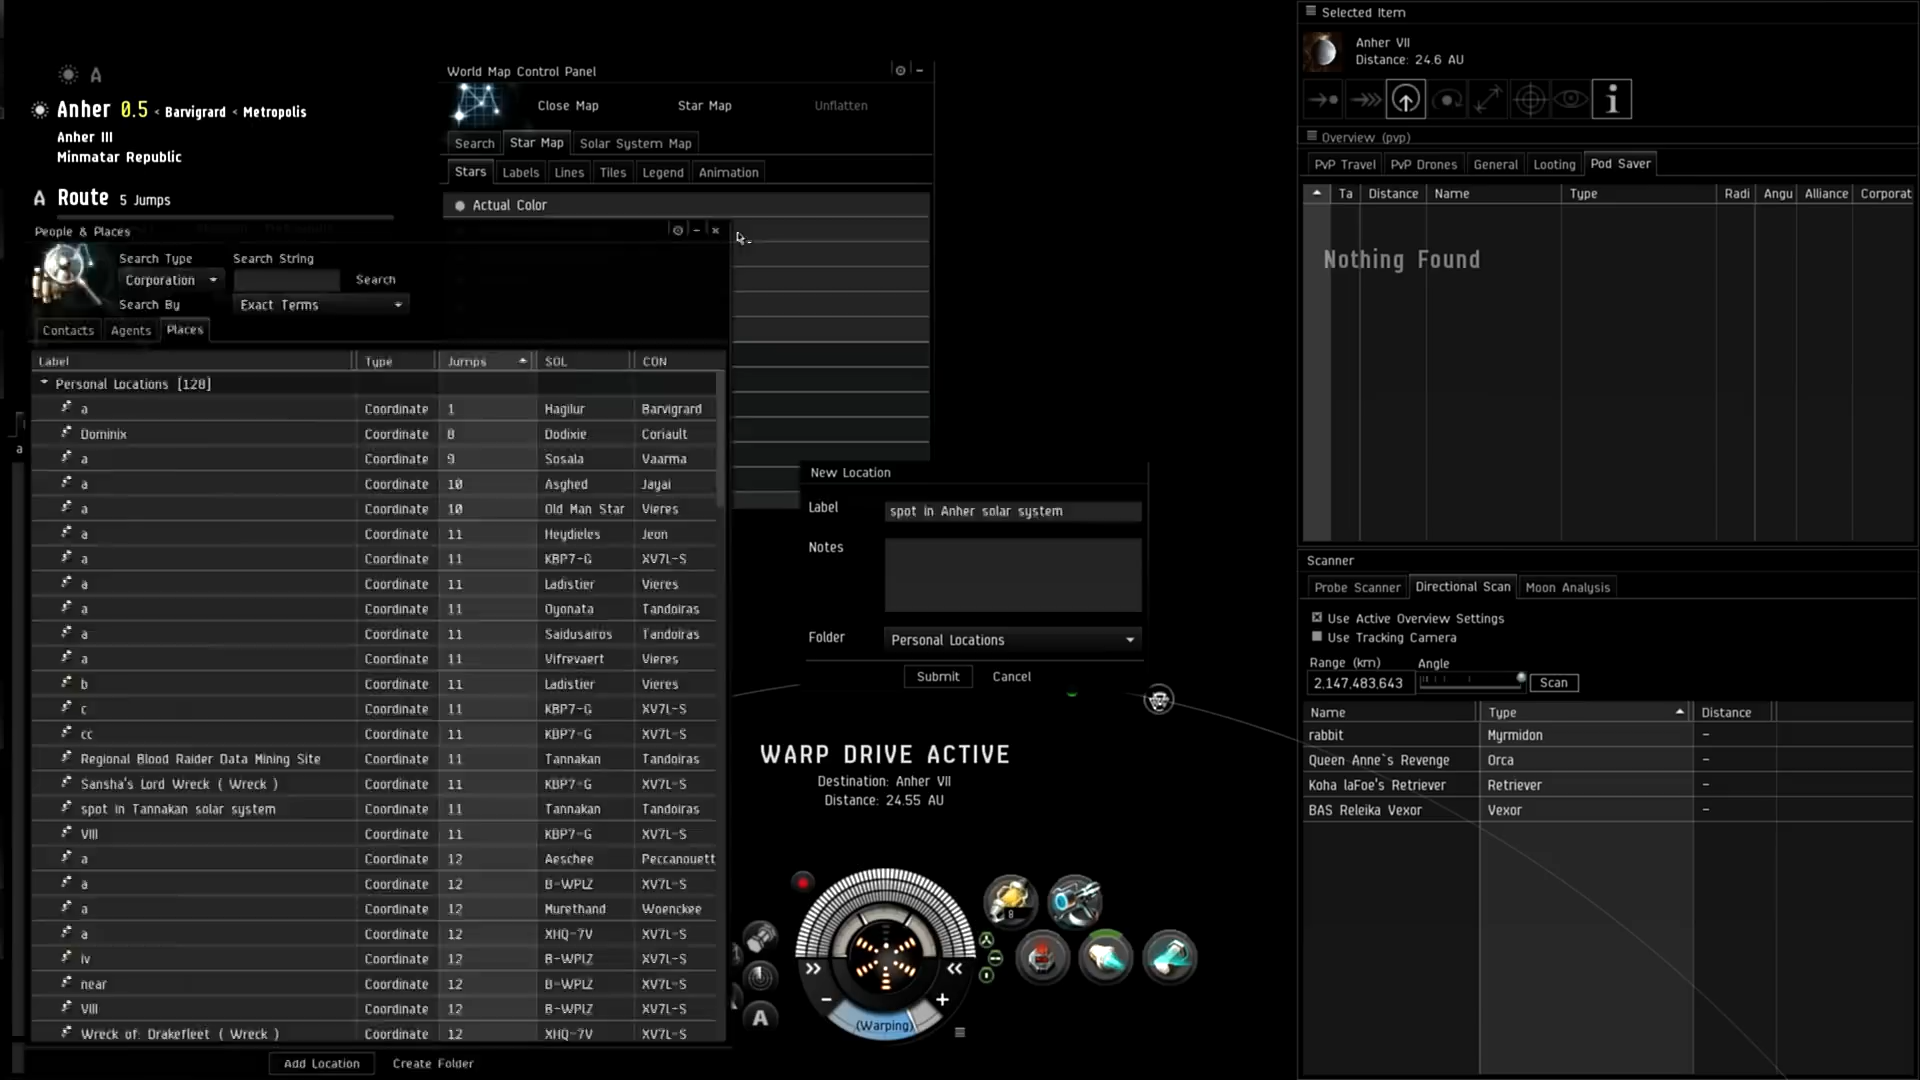 Anher 0.5 < Barvigrard < Metropolis
Anher III
Minmatar Republic
A Route 5 Jumps
People & Places
Search Type
Search String
Corporation
Search
Search By
Exact Terms
Contacts
Agents
Places
Label Type Jumps SOL CON
Personal Locations [128]
a Coordinate 1 Hagilur Barvigrard
Dominix Coordinate 8 Dodixie Coriault
a Coordinate 9 Sosala Vaarma
a Coordinate 10 Asghed Jayai
a Coordinate 10 Old Man Star Vieres
a Coordinate 11 Heydieles Jeon
a Coordinate 11 KBP7-G XV7L-S
a Coordinate 11 Ladistier Vieres
a Coordinate 11 Oyonata Tandoiras
a Coordinate 11 Saidusairos Tandoiras
a Coordinate 11 Vifrevaert Vieres
b Coordinate 11 Ladistier Vieres
c Coordinate 11 KBP7-G XV7L-S
cc Coordinate 11 KBP7-G XV7L-S
Regional Blood Raider Data Mining Site Coordinate 11 Tannakan Tandoiras
Sansha's Lord Wreck ( Wreck ) Coordinate 11 KBP7-G XV7L-S
spot in Tannakan solar system Coordinate 11 Tannakan Tandoiras
VIII Coordinate 11 KBP7-G XV7L-S
a Coordinate 12 Aeschee Peccanouett
a Coordinate 12 B-WPLZ XV7L-S
a Coordinate 12 Murethand Woenckee
a Coordinate 12 XHQ-7V XV7L-S
iv Coordinate 12 B-WPLZ XV7L-S
near Coordinate 12 B-WPLZ XV7L-S
VIII Coordinate 12 B-WPLZ XV7L-S
Wreck of: Drakefleet ( Wreck ) Coordinate 12 XHQ-7V XV7L-S
Add Location
Create Folder
World Map Control Panel
Close Map
Star Map
Unflatten
Search
Star Map
Solar System Map
Stars
Labels
Lines
Tiles
Legend
Animation
Actual Color
New Location
Label
spot in Anher solar system
Notes
Folder
Personal Locations
Submit
Cancel
WARP DRIVE ACTIVE
Destination: Anher VII
Distance: 24.55 AU
8
A
(Warping)
Selected Item
Anher VII
Distance: 24.6 AU
Overview (pvp)
PvP Travel
PvP Drones
General
Looting
Pod Saver
Ta Distance Name Type Radi Angu Alliance Corporat
Nothing Found
Scanner
Probe Scanner
Directional Scan
Moon Analysis
Use Active Overview Settings
Use Tracking Camera
Range (km)
Angle
2,147,483,643
Scan
Name Type Distance
rabbit Myrmidon -
Queen Anne`s Revenge Orca -
Koha laFoe's Retriever Retriever -
BAS Releika Vexor Vexor -